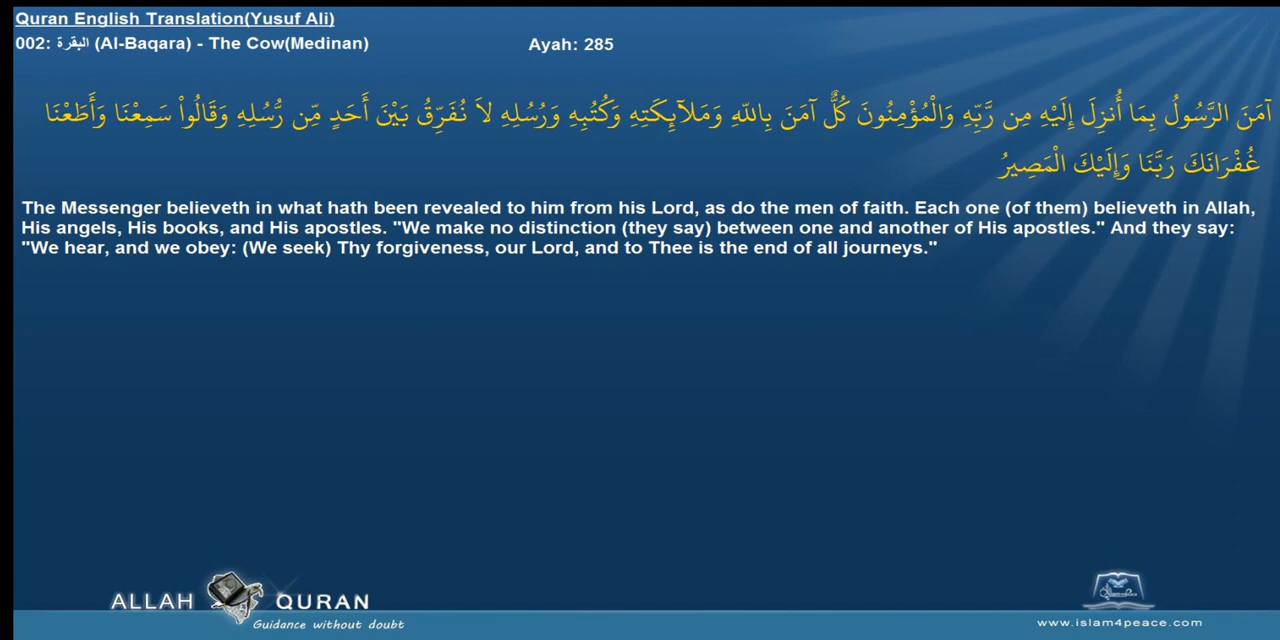 Quran English Translation(Yusuf Ali)
002: البقرة (Al-Baqara) - The Cow(Medinan) Ayah: 285
آمَنَ الرَّسُولُ بِمَا أُنزِلَ إِلَيْهِ مِن رَّبِّهِ وَالْمُؤْمِنُونَ كُلٌّ آمَنَ بِاللّهِ وَمَلآئِكَتِهِ وَكُتُبِهِ وَرُسُلِهِ لاَ نُفَرِّقُ بَيْنَ أَحَدٍ مِّن رُّسُلِهِ وَقَالُواْ سَمِعْنَا وَأَطَعْنَا
غُفْرَانَكَ رَبَّنَا وَإِلَيْكَ الْمَصِيرُ
The Messenger believeth in what hath been revealed to him from his Lord, as do the men of faith. Each one (of them) believeth in Allah,
His angels, His books, and His apostles. "We make no distinction (they say) between one and another of His apostles." And they say:
"We hear, and we obey: (We seek) Thy forgiveness, our Lord, and to Thee is the end of all journeys."
ALLAH QURAN
Guidance without doubt
www.islam4peace.com